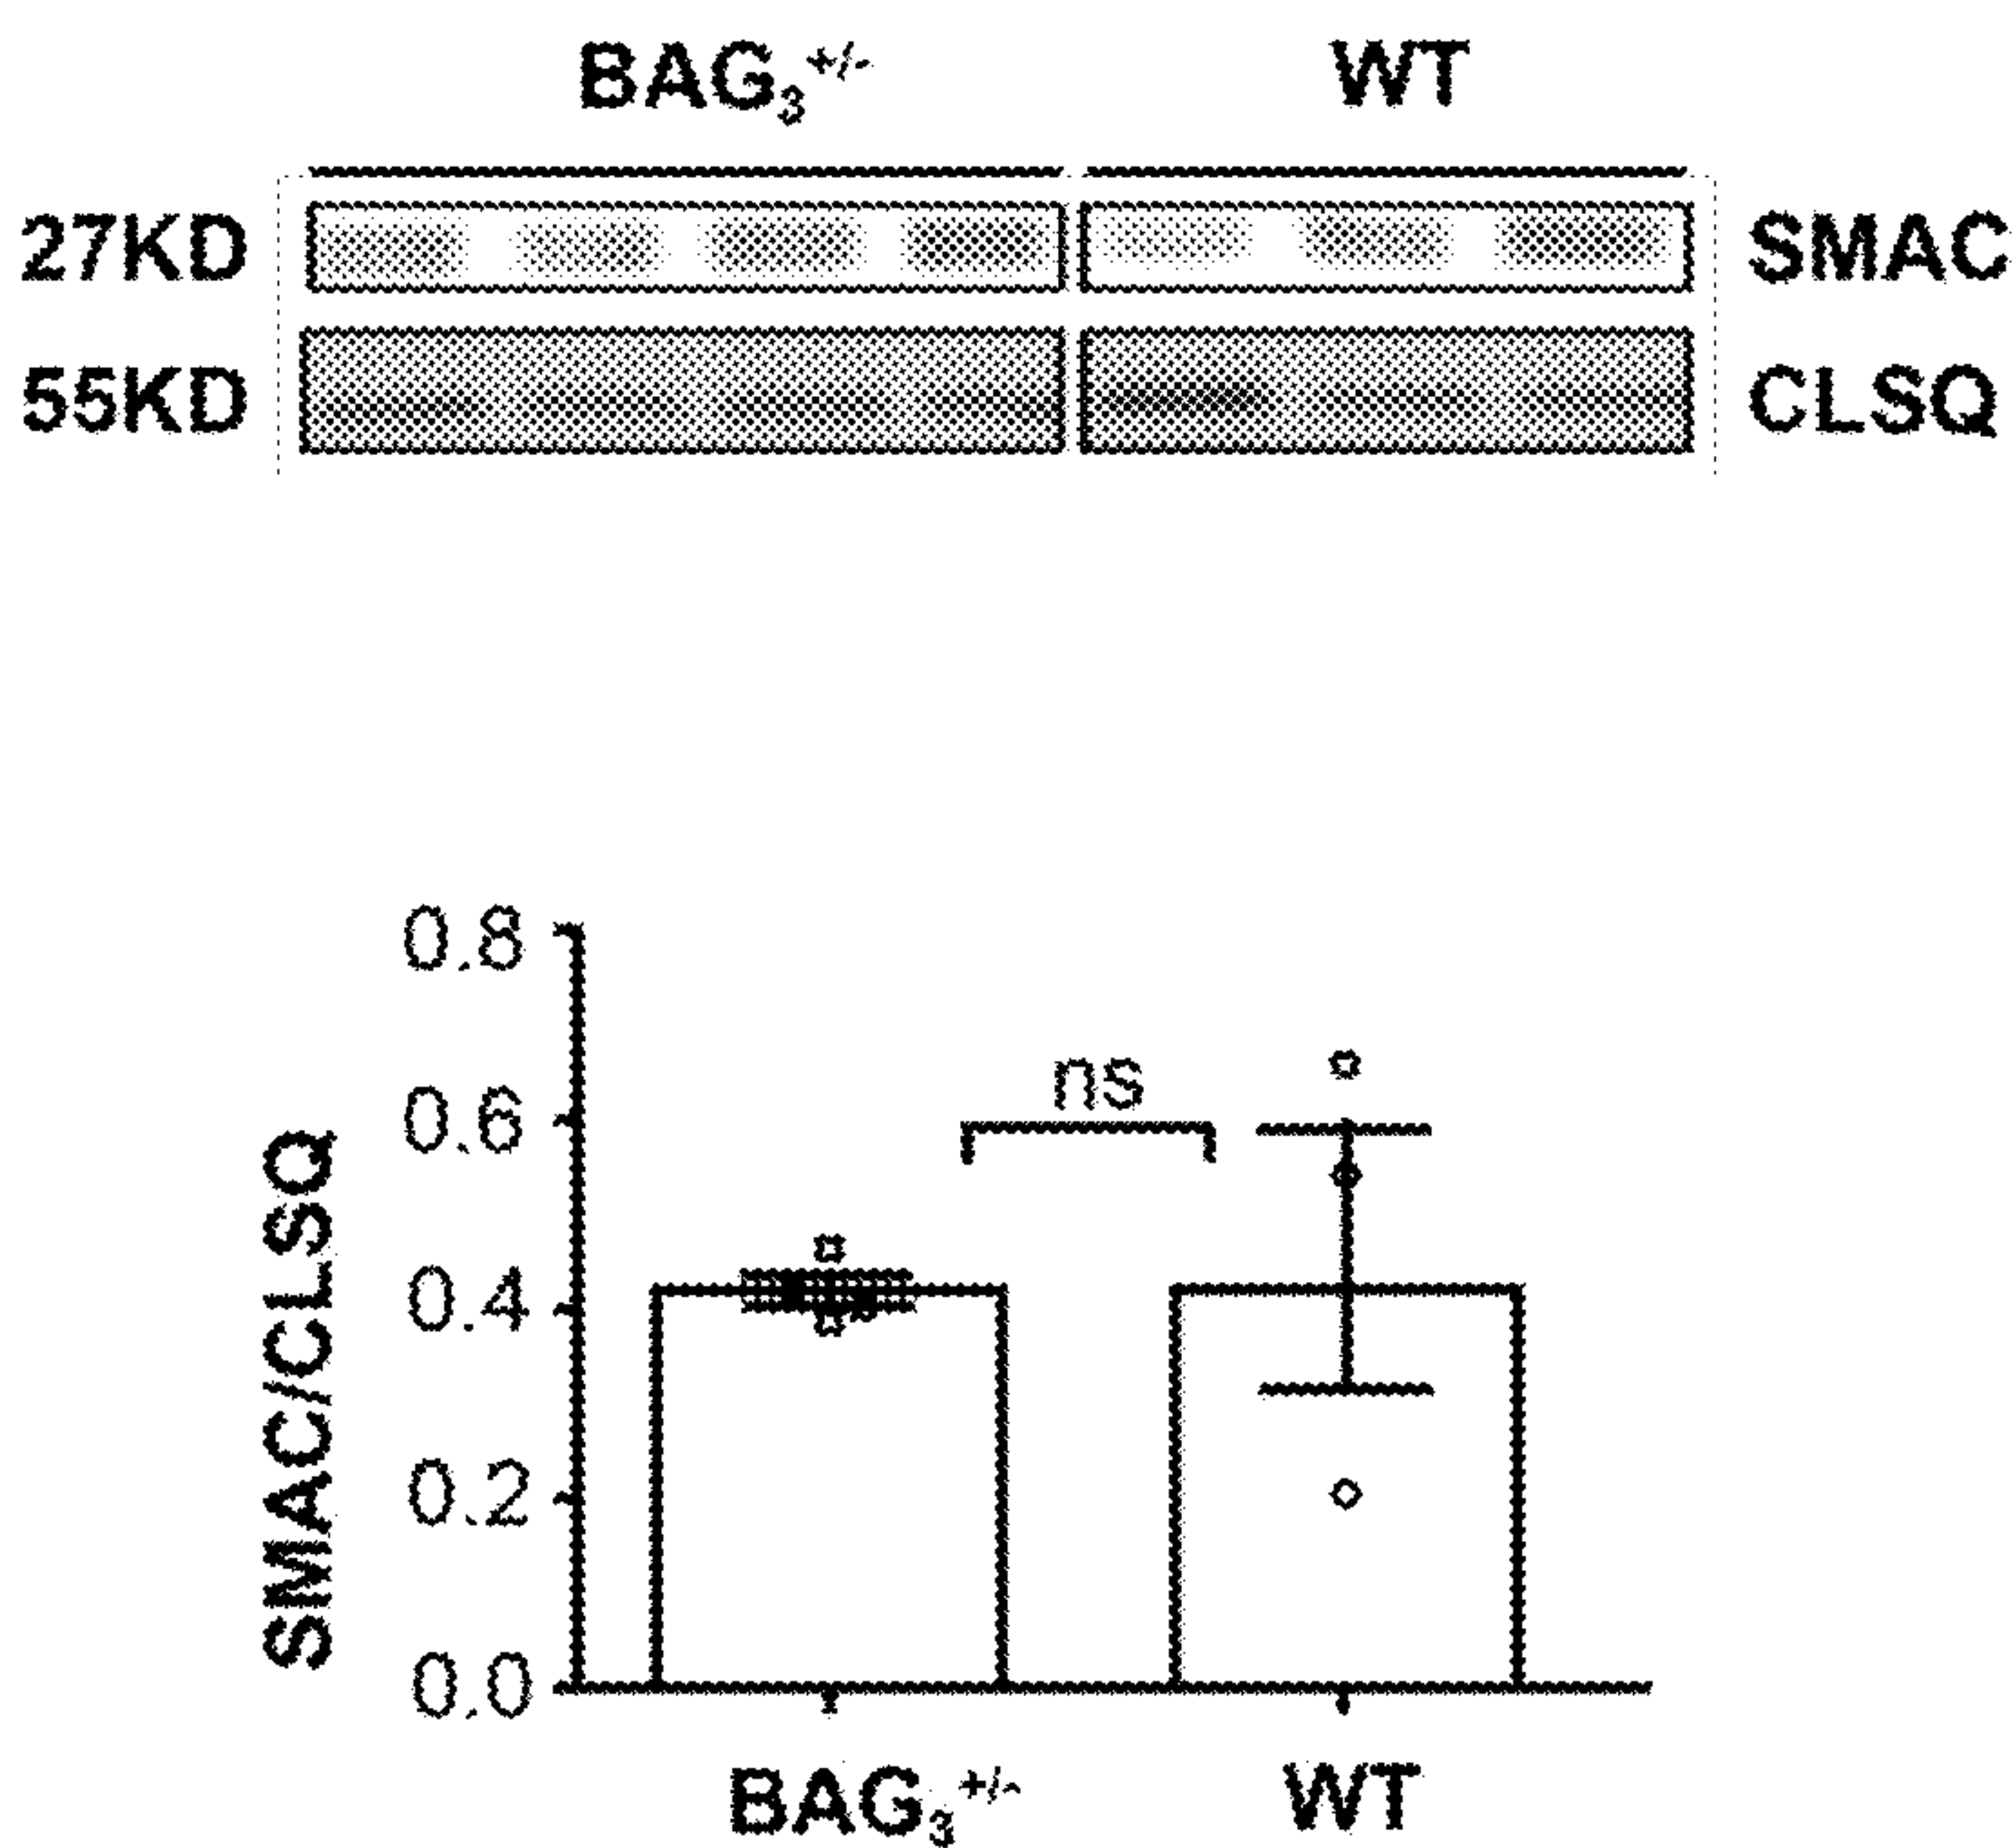 BAG3+/- WT
27KD SMAC
55KD CLSQ
0.8
ns
0.6
SMAC/CLSQ
0.4
0.2
0.0
BAG3+/- WT